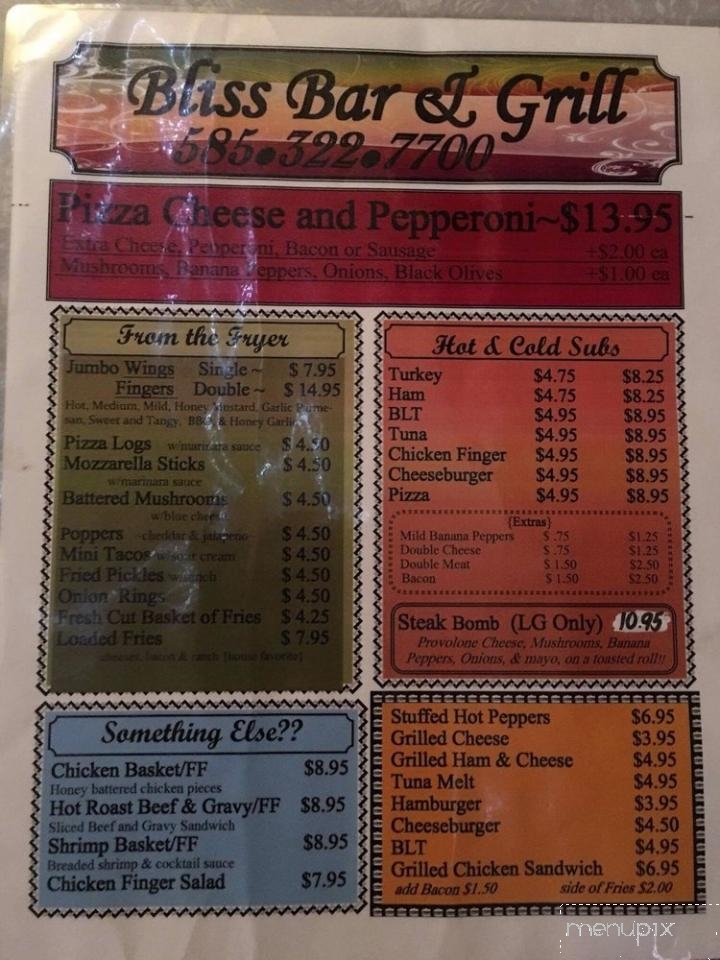 Bliss Bar & Grill
585•322•7700
Pizza Cheese and Pepperoni~$13.95
Extra Cheese, Pepperoni, Bacon or Sausage +$2.00 ea
Mushrooms, Banana Peppers, Onions, Black Olives +$1.00 ea
From the Fryer
Jumbo Wings Single ~ $ 7.95
Fingers Double ~ $ 14.95
Hot, Medium, Mild, Honey Mustard, Garlic Parme-
san, Sweet and Tangy, BBQ & Honey Garlic
Pizza Logs w/marinara sauce $ 4.50
Mozzarella Sticks $ 4.50
w/marinara sauce
Battered Mushrooms $ 4.50
w/blue cheese
Poppers ~cheddar & jalapeno~ $ 4.50
Mini Tacos w/sour cream $ 4.50
Fried Pickles w/ranch $ 4.50
Onion Rings $ 4.50
Fresh Cut Basket of Fries $ 4.25
Loaded Fries $ 7.95
cheeses, bacon & ranch [house favorite]
Hot & Cold Subs
Turkey $4.75 $8.25
Ham $4.75 $8.25
BLT $4.95 $8.95
Tuna $4.95 $8.95
Chicken Finger $4.95 $8.95
Cheeseburger $4.95 $8.95
Pizza $4.95 $8.95
{Extras}
Mild Banana Peppers $ .75 $1.25
Double Cheese $ .75 $1.25
Double Meat $ 1.50 $2.50
Bacon $ 1.50 $2.50
Steak Bomb (LG Only) 10.95
Provolone Cheese, Mushrooms, Banana
Peppers, Onions, & mayo, on a toasted roll!!
Something Else??
Chicken Basket/FF $8.95
Honey battered chicken pieces
Hot Roast Beef & Gravy/FF $8.95
Sliced Beef and Gravy Sandwich
Shrimp Basket/FF $8.95
Breaded shrimp & cocktail sauce
Chicken Finger Salad $7.95
Stuffed Hot Peppers $6.95
Grilled Cheese $3.95
Grilled Ham & Cheese $4.95
Tuna Melt $4.95
Hamburger $3.95
Cheeseburger $4.50
BLT $4.95
Grilled Chicken Sandwich $6.95
add Bacon $1.50 side of Fries $2.00
menupix